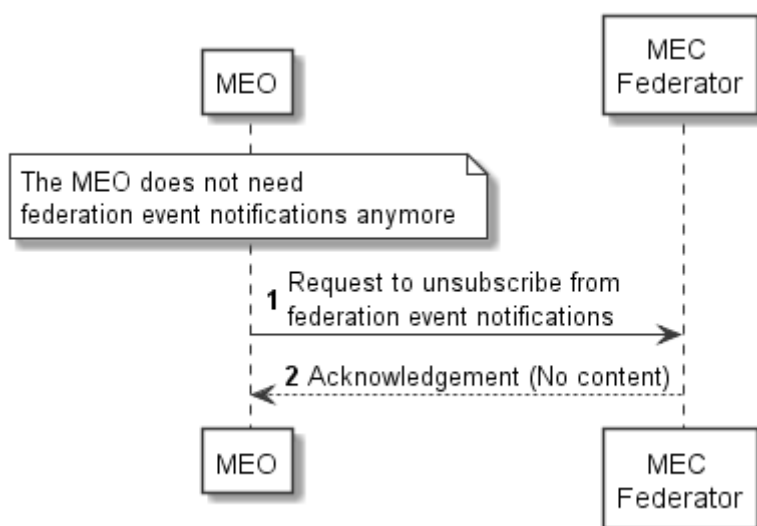 MEO
MEC
Federator
The MEO does not need
federation event notifications anymore
1 Request to unsubscribe from
federation event notifications
2 Acknowledgement (No content)
MEO
MEC
Federator